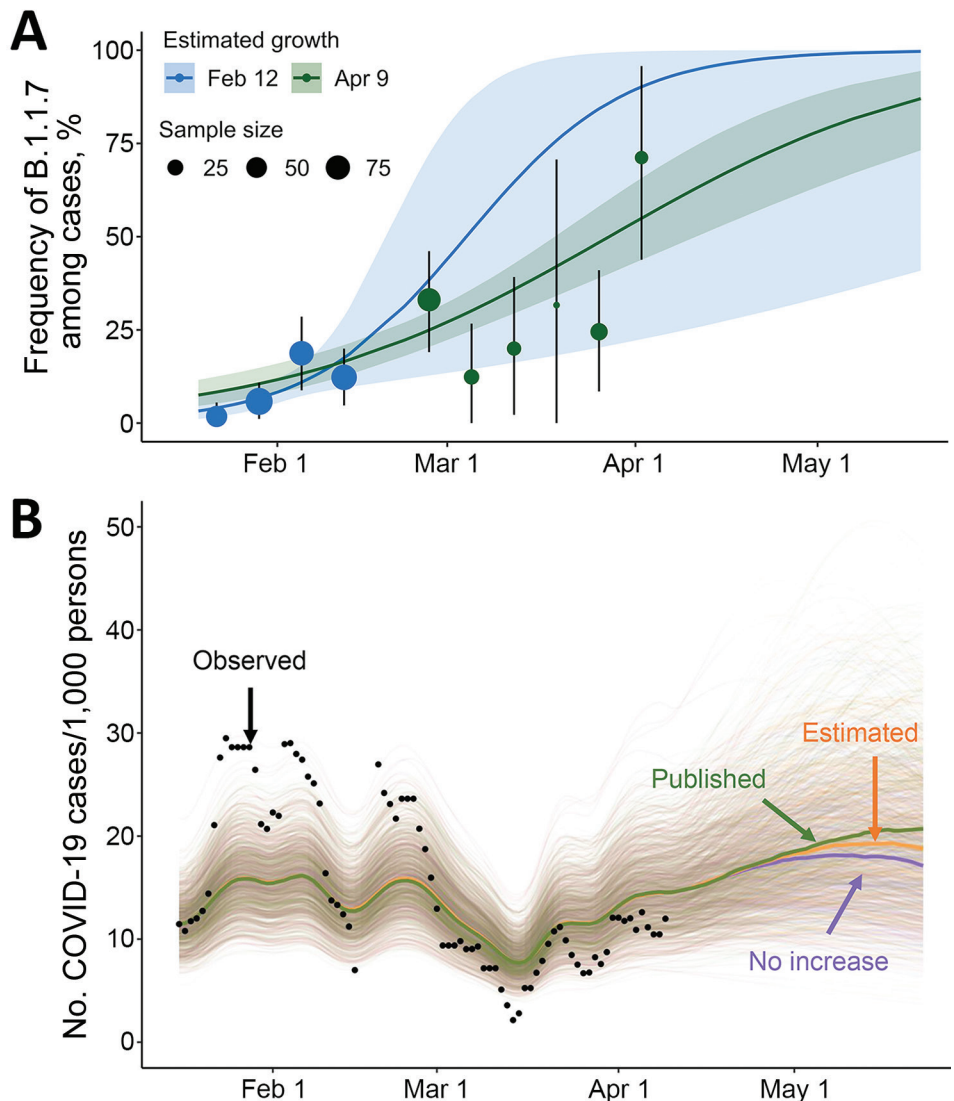 A
Estimated growth
Feb 12 Apr 9
Sample size
25 50 75
Frequency of B.1.1.7
among cases, %
100
75
50
25
0
Feb 1 Mar 1 Apr 1 May 1
B
No. COVID-19 cases/1,000 persons
50
40
30
20
10
0
Observed
Estimated
Published
No increase
Feb 1 Mar 1 Apr 1 May 1